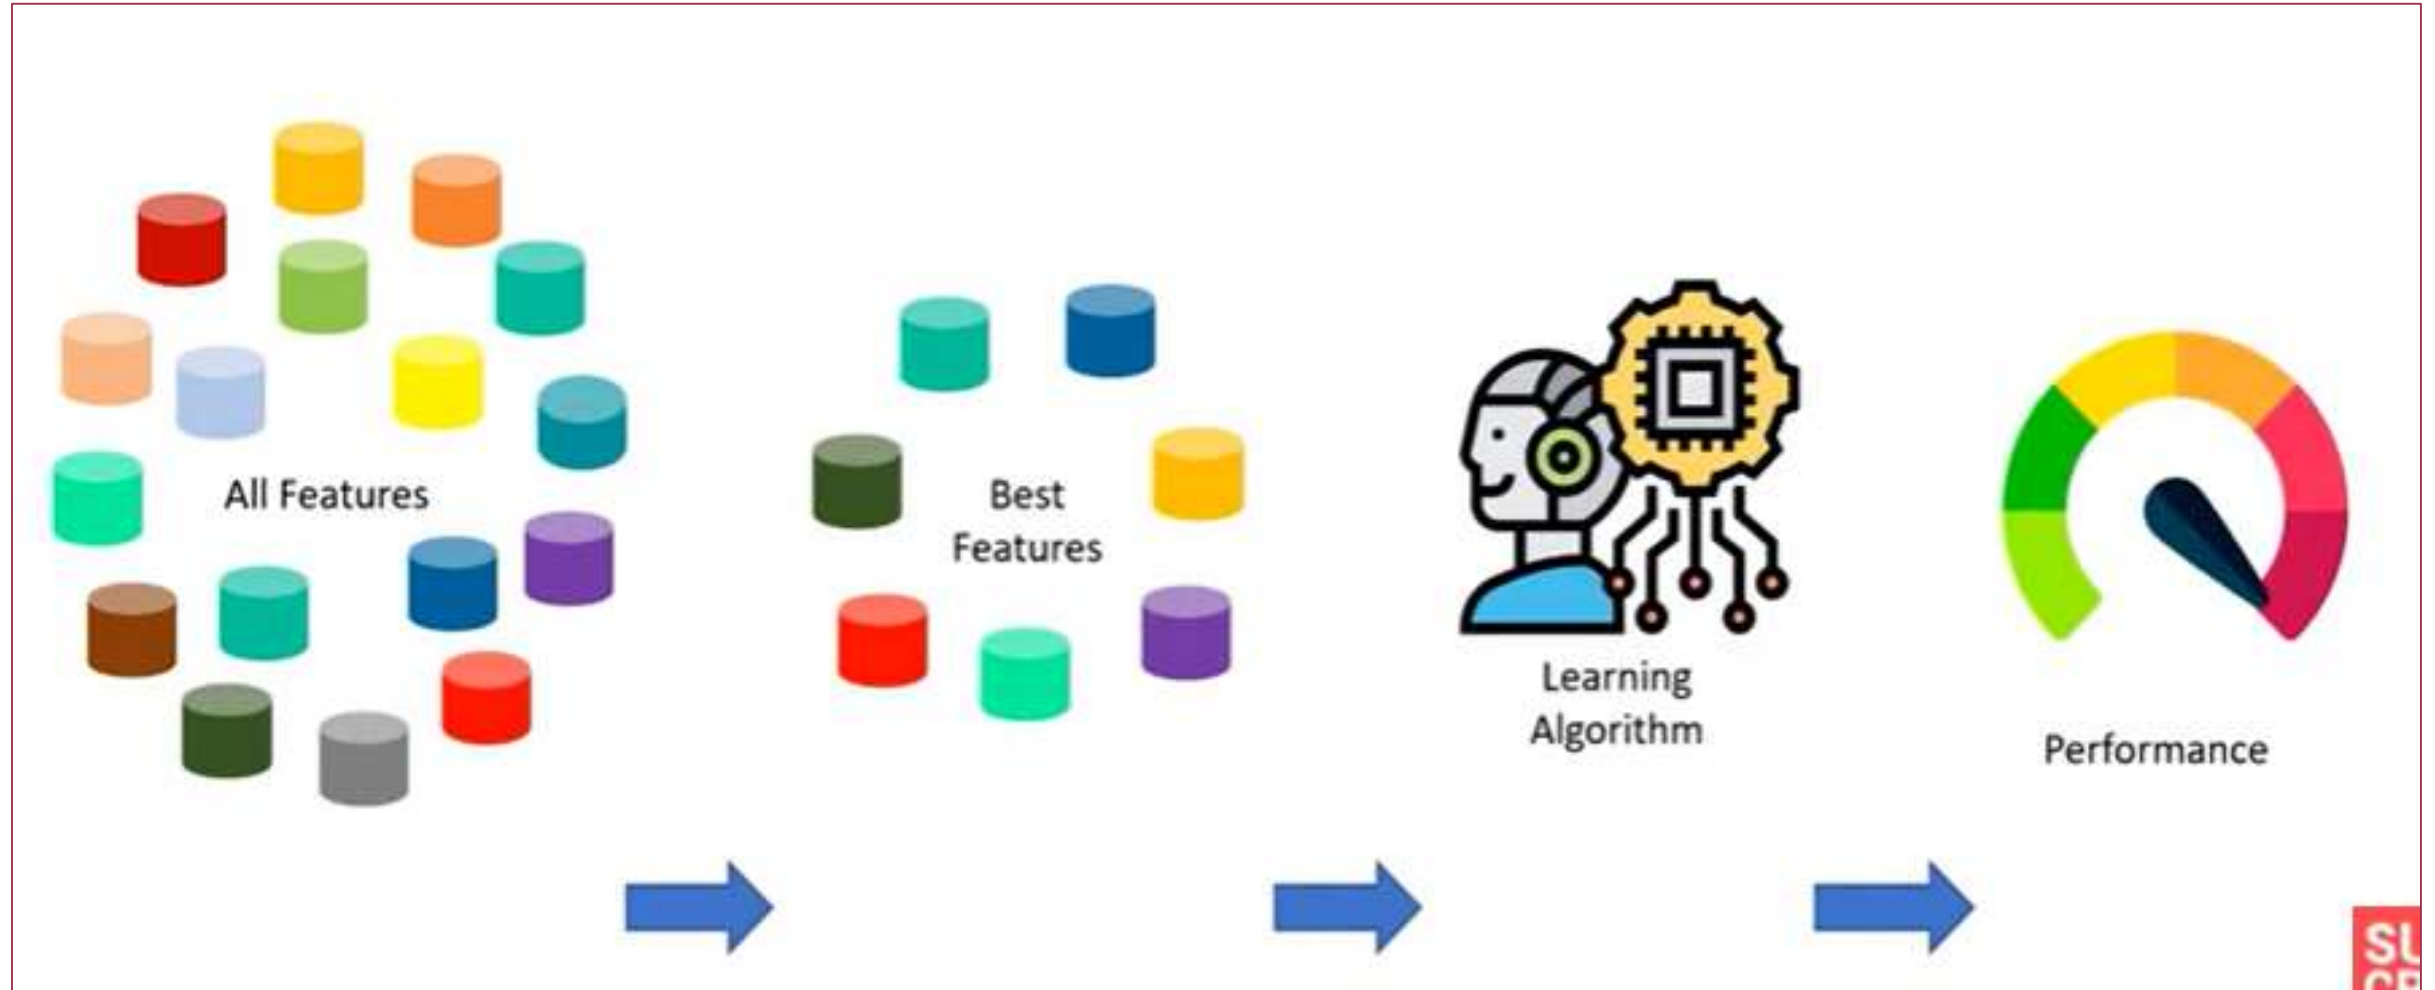 All Features
Best
Features
Learning
Algorithm
Performance